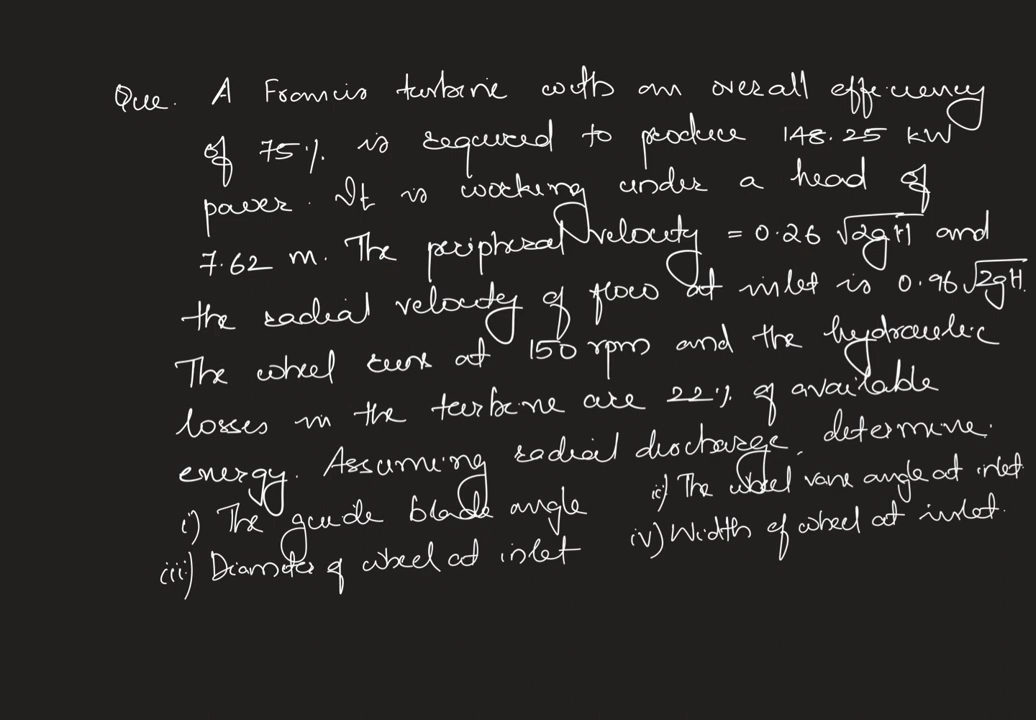 Que. A Francis turbine with an overall efficiency
of 75% is required to produce 148.25 kW
power. It is working under a head of
7.62 m. The peripheral velocity = 0.26 √2gH and
the radial velocity of flow at inlet is 0.96 √2gH.
The wheel runs at 150 rpm and the hydraulic
losses in the turbine are 22% of available
energy. Assuming radial discharge, determine:
i) The guide blade angle ii) The wheel vane angle at inlet
iii) Diameter of wheel at inlet iv) Width of wheel at inlet.